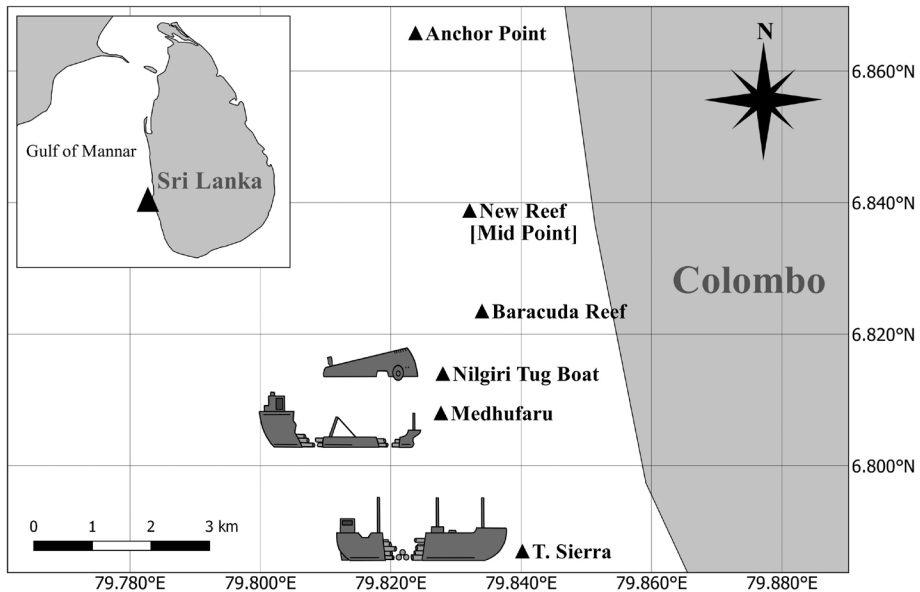 Anchor Point
N
6.860°N
Gulf of Mannar
Sri Lanka
6.840°N
New Reef
[Mid Point]
Colombo
Baracuda Reef
6.820°N
Nilgiri Tug Boat
Medhufaru
6.800°N
0 1 2 3 km
T. Sierra
79.780°E 79.800°E 79.820°E 79.840°E 79.860°E 79.880°E